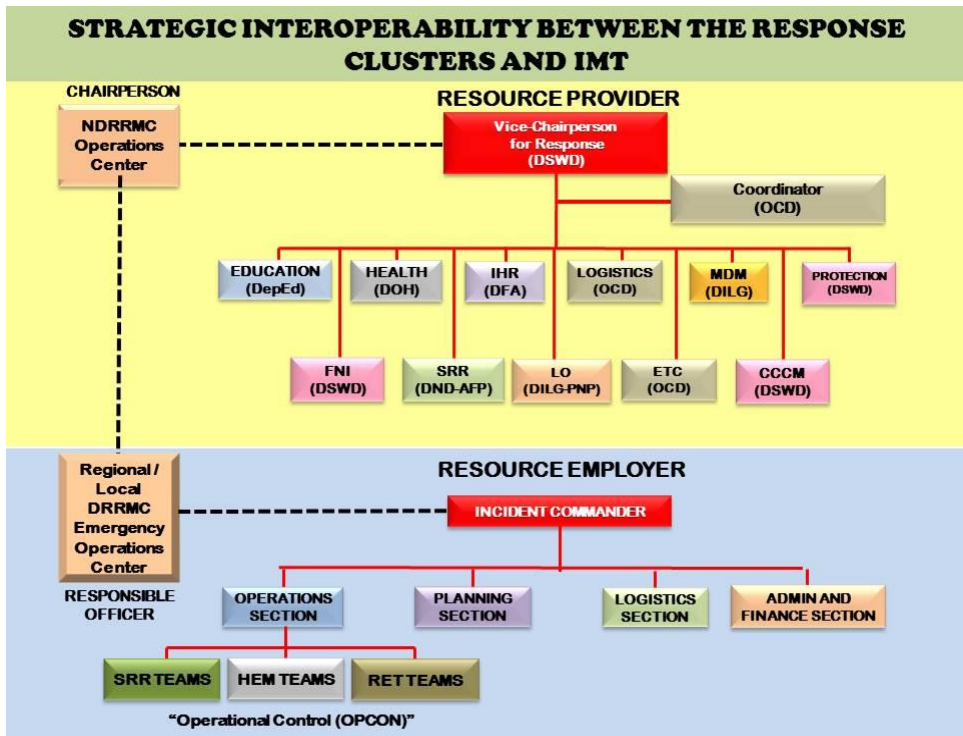 STRATEGIC INTEROPERABILITY BETWEEN THE RESPONSE
CLUSTERS AND IMT
CHAIRPERSON
RESOURCE PROVIDER
NDRRMC
Operations
Center
Vice-Chairperson
for Response
(DSWD)
Coordinator
(OCD)
EDUCATION
(DepEd)
HEALTH
(DOH)
IHR
(DFA)
LOGISTICS
(OCD)
MDM
(DILG)
PROTECTION
(DSWD)
FNI
(DSWD)
SRR
(DND-AFP)
LO
(DILG-PNP)
ETC
(OCD)
CCCM
(DSWD)
Regional /
Local
DRRMC
Emergency
Operations
Center
RESPONSIBLE
OFFICER
RESOURCE EMPLOYER
INCIDENT COMMANDER
OPERATIONS
SECTION
PLANNING
SECTION
LOGISTICS
SECTION
ADMIN AND
FINANCE SECTION
SRR TEAMS
HEM TEAMS
RET TEAMS
“Operational Control (OPCON)”